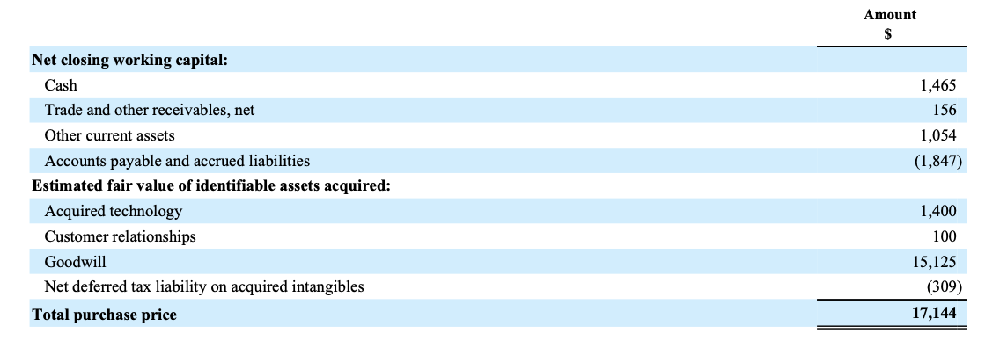 Amount
$
Net closing working capital:
Cash 1,465
Trade and other receivables, net 156
Other current assets 1,054
Accounts payable and accrued liabilities (1,847)
Estimated fair value of identifiable assets acquired:
Acquired technology 1,400
Customer relationships 100
Goodwill 15,125
Net deferred tax liability on acquired intangibles (309)
Total purchase price 17,144